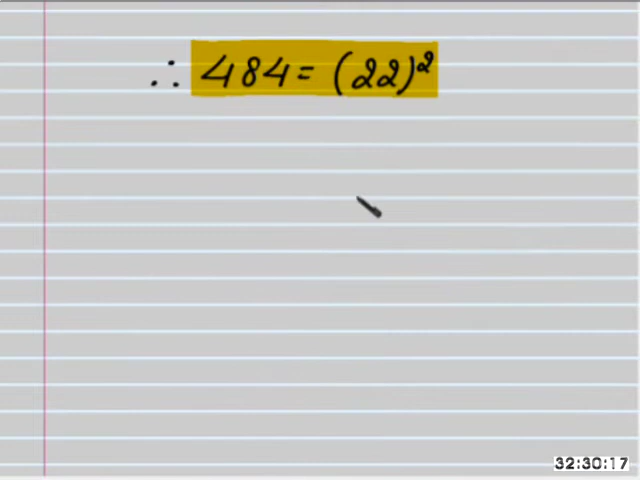 ∴ 484 = (22)²
32:30:17